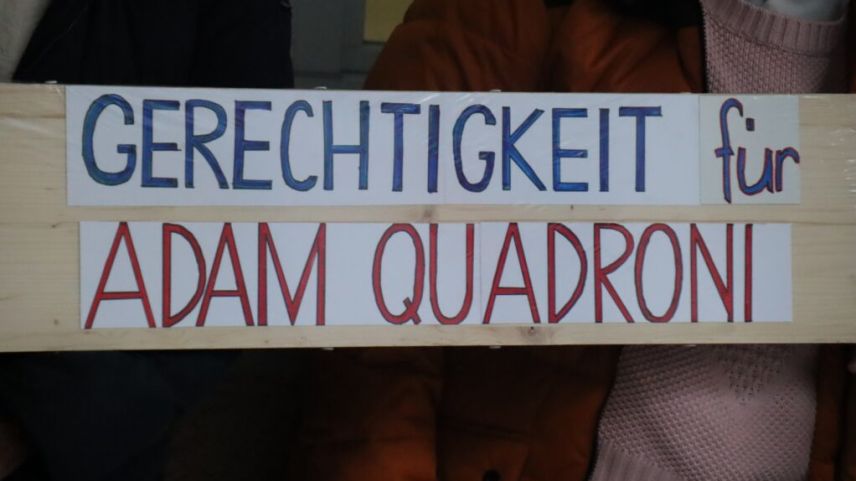 GERECHTIGKEIT für
ADAM QUADRONI